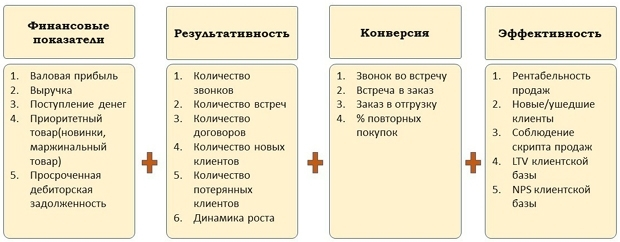 Финансовые
показатели
1. Валовая прибыль
2. Выручка
3. Поступление денег
4. Приоритетный
товар(новинки,
маржинальный
товар)
5. Просроченная
дебиторская
задолженность
Результативность
1. Количество
звонков
2. Количество встреч
3. Количество
договоров
4. Количество новых
клиентов
5. Количество
потерянных
клиентов
6. Динамика роста
Конверсия
1. Звонок во встречу
2. Встреча в заказ
3. Заказ в отгрузку
4. % повторных
покупок
Эффективность
1. Рентабельность
продаж
2. Новые/ушедшие
клиенты
3. Соблюдение
скрипта продаж
4. LTV клиентской
базы
5. NPS клиентской
базы